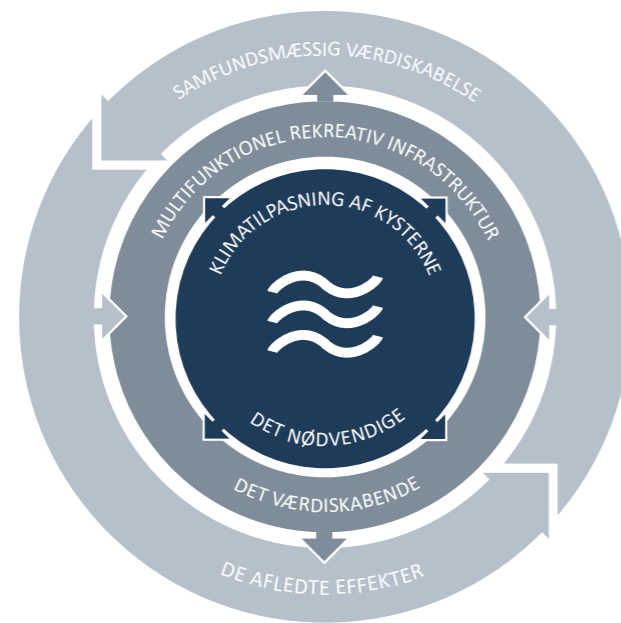 SAMFUNDSMÆSSIG VÆRDISKABELSE
MULTIFUNKTIONEL REKREATIV INFRASTRUKTUR
KLIMATILPASNING AF KYSTERNE
DET NØDVENDIGE
DET VÆRDISKABENDE
DE AFLEDTE EFFEKTER